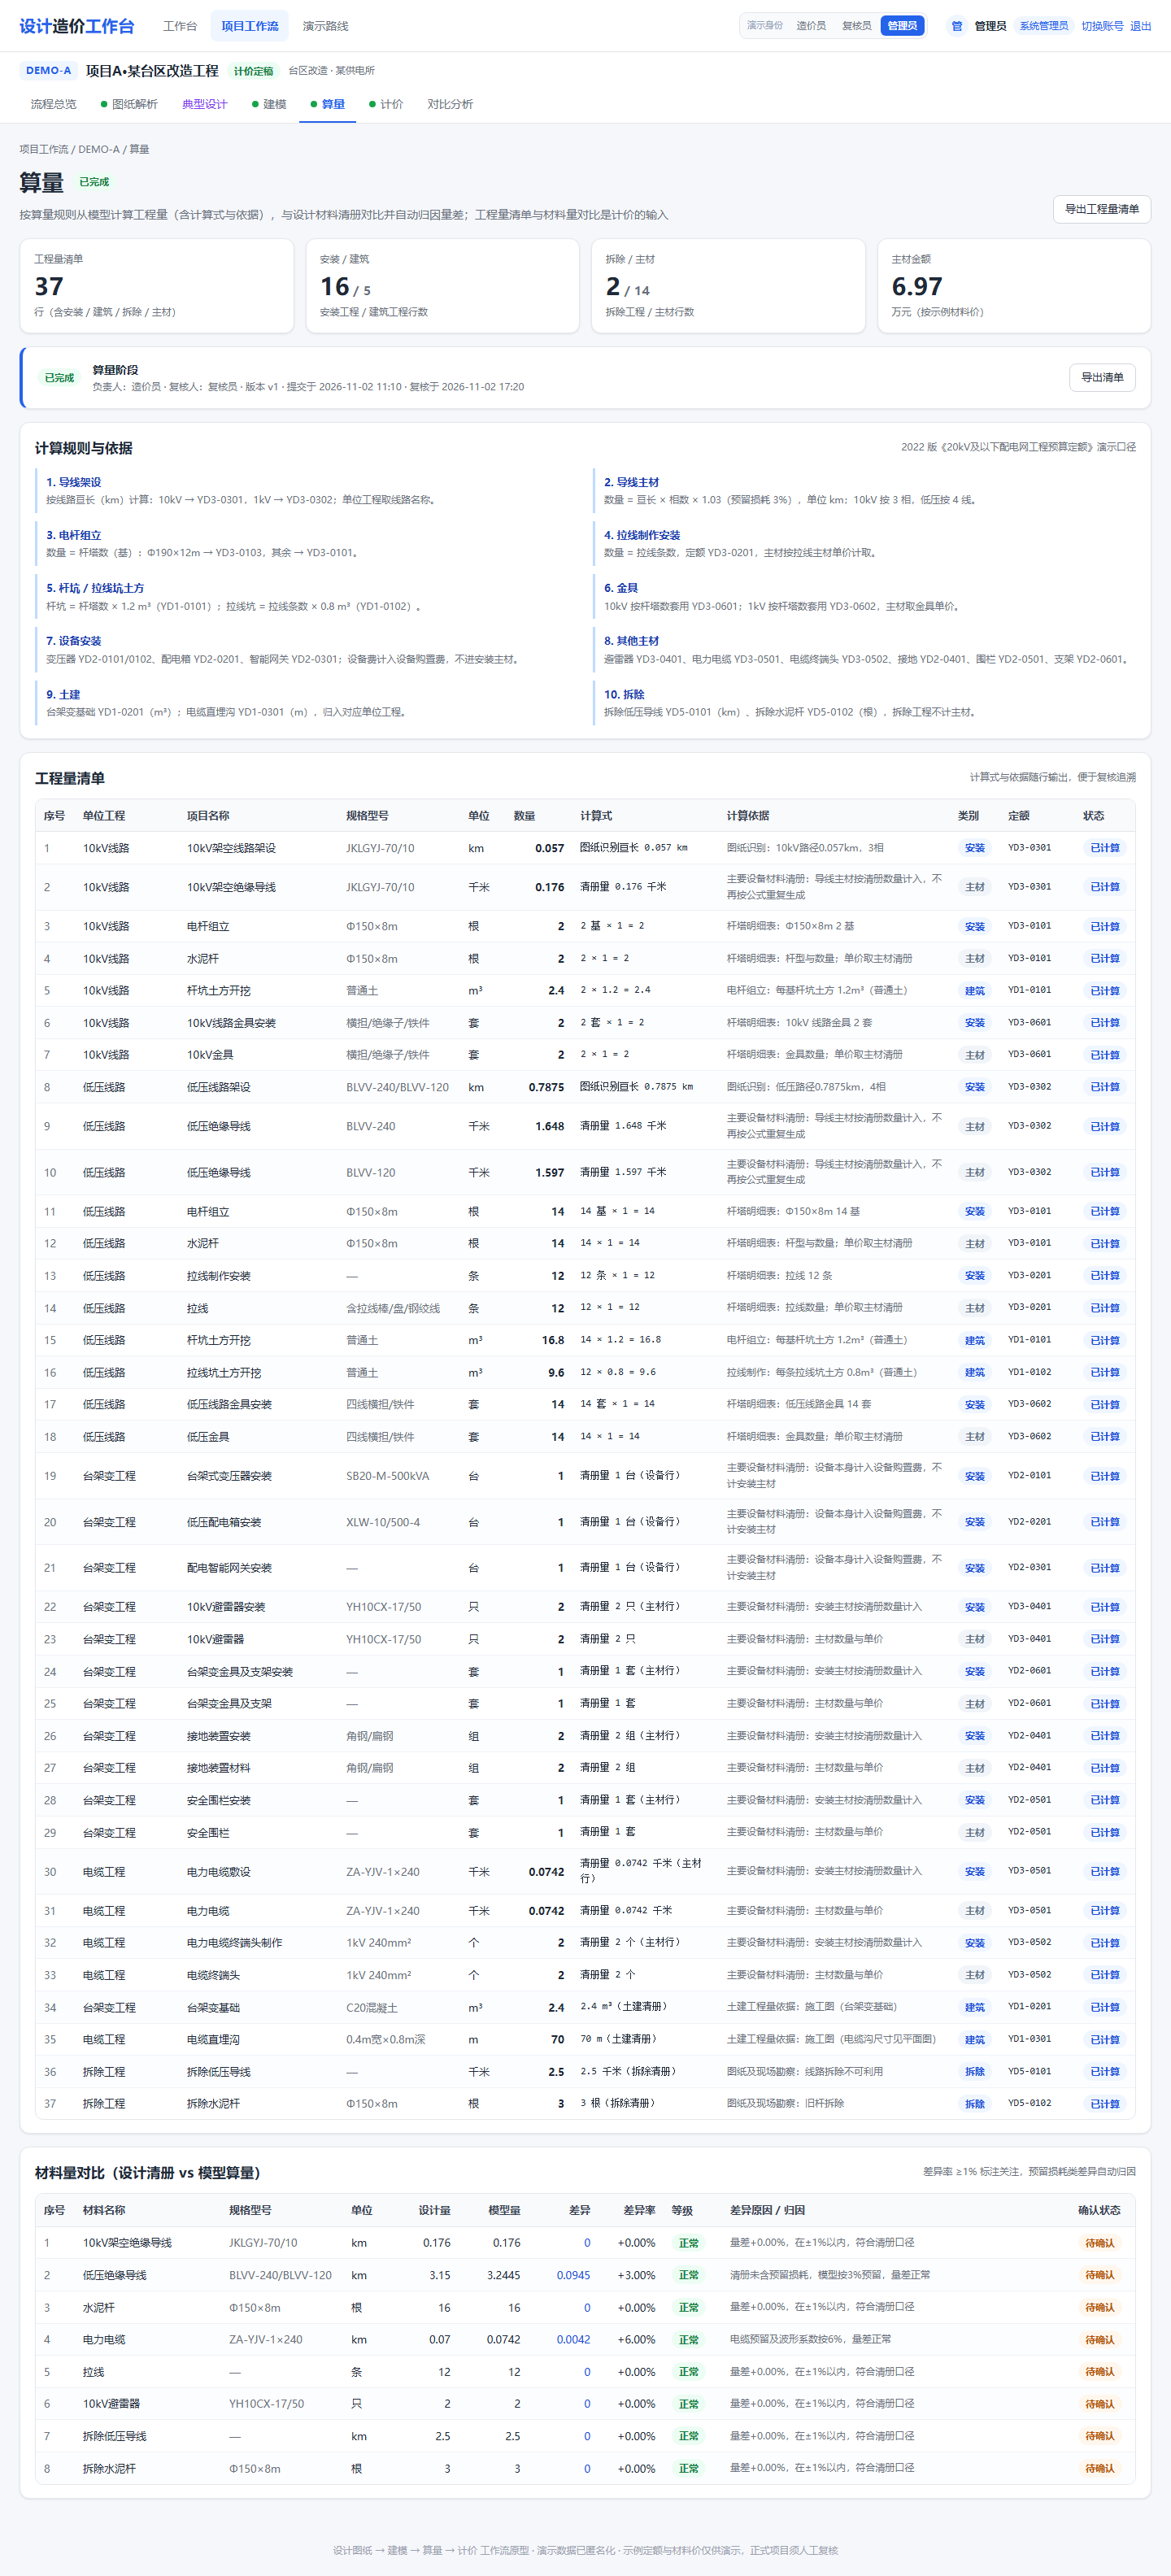 设计造价工作台 工作台 项目工作流 演示路线 演示身份 造价员 复核员 管理员 管 管理员 系统管理员 切换账号 退出
DEMO-A 项目A·某台区改造工程 计价定稿 台区改造 · 某供电所
流程总览 图纸解析 典型设计 建模 算量 计价 对比分析
项目工作流 / DEMO-A / 算量
算量 已完成
按算量规则从模型计算工程量（含计算式与依据），与设计材料清册对比并自动归因量差；工程量清单与材料量对比是计价的输入 导出工程量清单
工程量清单 安装 / 建筑 拆除 / 主材 主材金额
37 16 / 5 2 / 14 6.97
行（含安装 / 建筑 / 拆除 / 主材） 安装工程 / 建筑工程行数 拆除工程 / 主材行数 万元（按示例材料价）
已完成 算量阶段 导出清单
负责人：造价员 · 复核人：复核员 · 版本 v1 · 提交于 2026-11-02 11:10 · 复核于 2026-11-02 17:20
计算规则与依据 2022 版《20kV及以下配电网工程预算定额》演示口径
1. 导线架设
按线路亘长（km）计算：10kV → YD3-0301，1kV → YD3-0302；单位工程取线路名称。
2. 导线主材
数量 = 亘长 × 相数 × 1.03（预留损耗 3%），单位 km；10kV 按 3 相，低压按 4 线。
3. 电杆组立
数量 = 杆塔数（基）：Φ190×12m → YD3-0103，其余 → YD3-0101。
4. 拉线制作安装
数量 = 拉线条数，定额 YD3-0201，主材按拉线主材单价计取。
5. 杆坑 / 拉线坑土方
杆坑 = 杆塔数 × 1.2 m³（YD1-0101）；拉线坑 = 拉线条数 × 0.8 m³（YD1-0102）。
6. 金具
10kV 按杆塔数套用 YD3-0601；1kV 按杆塔数套用 YD3-0602，主材取金具单价。
7. 设备安装
变压器 YD2-0101/0102、配电箱 YD2-0201、智能网关 YD2-0301；设备费计入设备购置费，不进安装主材。
8. 其他主材
避雷器 YD3-0401、电力电缆 YD3-0501、电缆终端头 YD3-0502、接地 YD2-0401、围栏 YD2-0501、支架 YD2-0601。
9. 土建
台架变基础 YD1-0201（m³）；电缆直埋沟 YD1-0301（m），归入对应单位工程。
10. 拆除
拆除低压导线 YD5-0101（km）、拆除水泥杆 YD5-0102（根），拆除工程不计主材。
工程量清单 计算式与依据随行输出，便于复核追溯
序号 单位工程 项目名称 规格型号 单位 数量 计算式 计算依据 类别 定额 状态
1 10kV线路 10kV架空线路架设 JKLGYJ-70/10 km 0.057 图纸识别亘长 0.057 km 图纸识别：10kV路径0.057km，3相 安装 YD3-0301 已计算
2 10kV线路 10kV架空绝缘导线 JKLGYJ-70/10 千米 0.176 清册量 0.176 千米 主要设备材料清册：导线主材按清册数量计入，不再按公式重复生成 主材 YD3-0301 已计算
3 10kV线路 电杆组立 Φ150×8m 根 2 2 基 × 1 = 2 杆塔明细表：Φ150×8m 2 基 安装 YD3-0101 已计算
4 10kV线路 水泥杆 Φ150×8m 根 2 2 × 1 = 2 杆塔明细表：杆型与数量；单价取主材清册 主材 YD3-0101 已计算
5 10kV线路 杆坑土方开挖 普通土 m³ 2.4 2 × 1.2 = 2.4 电杆组立：每基杆坑土方 1.2m³（普通土） 建筑 YD1-0101 已计算
6 10kV线路 10kV线路金具安装 横担/绝缘子/铁件 套 2 2 套 × 1 = 2 杆塔明细表：10kV 线路金具 2 套 安装 YD3-0601 已计算
7 10kV线路 10kV金具 横担/绝缘子/铁件 套 2 2 × 1 = 2 杆塔明细表：金具数量；单价取主材清册 主材 YD3-0601 已计算
8 低压线路 低压线路架设 BLVV-240/BLVV-120 km 0.7875 图纸识别亘长 0.7875 km 图纸识别：低压路径0.7875km，4相 安装 YD3-0302 已计算
9 低压线路 低压绝缘导线 BLVV-240 千米 1.648 清册量 1.648 千米 主要设备材料清册：导线主材按清册数量计入，不再按公式重复生成 主材 YD3-0302 已计算
10 低压线路 低压绝缘导线 BLVV-120 千米 1.597 清册量 1.597 千米 主要设备材料清册：导线主材按清册数量计入，不再按公式重复生成 主材 YD3-0302 已计算
11 低压线路 电杆组立 Φ150×8m 根 14 14 基 × 1 = 14 杆塔明细表：Φ150×8m 14 基 安装 YD3-0101 已计算
12 低压线路 水泥杆 Φ150×8m 根 14 14 × 1 = 14 杆塔明细表：杆型与数量；单价取主材清册 主材 YD3-0101 已计算
13 低压线路 拉线制作安装 — 条 12 12 条 × 1 = 12 杆塔明细表：拉线 12 条 安装 YD3-0201 已计算
14 低压线路 拉线 含拉线棒/盘/钢绞线 条 12 12 × 1 = 12 杆塔明细表：拉线数量；单价取主材清册 主材 YD3-0201 已计算
15 低压线路 杆坑土方开挖 普通土 m³ 16.8 14 × 1.2 = 16.8 电杆组立：每基杆坑土方 1.2m³（普通土） 建筑 YD1-0101 已计算
16 低压线路 拉线坑土方开挖 普通土 m³ 9.6 12 × 0.8 = 9.6 拉线制作：每条拉线坑土方 0.8m³（普通土） 建筑 YD1-0102 已计算
17 低压线路 低压线路金具安装 四线横担/铁件 套 14 14 套 × 1 = 14 杆塔明细表：低压线路金具 14 套 安装 YD3-0602 已计算
18 低压线路 低压金具 四线横担/铁件 套 14 14 × 1 = 14 杆塔明细表：金具数量；单价取主材清册 主材 YD3-0602 已计算
19 台架变工程 台架式变压器安装 SB20-M-500kVA 台 1 清册量 1 台（设备行） 主要设备材料清册：设备本身计入设备购置费，不计安装主材 安装 YD2-0101 已计算
20 台架变工程 低压配电箱安装 XLW-10/500-4 台 1 清册量 1 台（设备行） 主要设备材料清册：设备本身计入设备购置费，不计安装主材 安装 YD2-0201 已计算
21 台架变工程 配电智能网关安装 — 台 1 清册量 1 台（设备行） 主要设备材料清册：设备本身计入设备购置费，不计安装主材 安装 YD2-0301 已计算
22 台架变工程 10kV避雷器安装 YH10CX-17/50 只 2 清册量 2 只（主材行） 主要设备材料清册：安装主材按清册数量计入 安装 YD3-0401 已计算
23 台架变工程 10kV避雷器 YH10CX-17/50 只 2 清册量 2 只 主要设备材料清册：主材数量与单价 主材 YD3-0401 已计算
24 台架变工程 台架变金具及支架安装 — 套 1 清册量 1 套（主材行） 主要设备材料清册：安装主材按清册数量计入 安装 YD2-0601 已计算
25 台架变工程 台架变金具及支架 — 套 1 清册量 1 套 主要设备材料清册：主材数量与单价 主材 YD2-0601 已计算
26 台架变工程 接地装置安装 角钢/扁钢 组 2 清册量 2 组（主材行） 主要设备材料清册：安装主材按清册数量计入 安装 YD2-0401 已计算
27 台架变工程 接地装置材料 角钢/扁钢 组 2 清册量 2 组 主要设备材料清册：主材数量与单价 主材 YD2-0401 已计算
28 台架变工程 安全围栏安装 — 套 1 清册量 1 套（主材行） 主要设备材料清册：安装主材按清册数量计入 安装 YD2-0501 已计算
29 台架变工程 安全围栏 — 套 1 清册量 1 套 主要设备材料清册：主材数量与单价 主材 YD2-0501 已计算
30 电缆工程 电力电缆敷设 ZA-YJV-1×240 千米 0.0742 清册量 0.0742 千米（主材行） 主要设备材料清册：安装主材按清册数量计入 安装 YD3-0501 已计算
31 电缆工程 电力电缆 ZA-YJV-1×240 千米 0.0742 清册量 0.0742 千米 主要设备材料清册：主材数量与单价 主材 YD3-0501 已计算
32 电缆工程 电力电缆终端头制作 1kV 240mm² 个 2 清册量 2 个（主材行） 主要设备材料清册：安装主材按清册数量计入 安装 YD3-0502 已计算
33 电缆工程 电缆终端头 1kV 240mm² 个 2 清册量 2 个 主要设备材料清册：主材数量与单价 主材 YD3-0502 已计算
34 台架变工程 台架变基础 C20混凝土 m³ 2.4 2.4 m³（土建清册） 土建工程量依据：施工图（台架变基础） 建筑 YD1-0201 已计算
35 电缆工程 电缆直埋沟 0.4m宽×0.8m深 m 70 70 m（土建清册） 土建工程量依据：施工图（电缆沟尺寸见平面图） 建筑 YD1-0301 已计算
36 拆除工程 拆除低压导线 — 千米 2.5 2.5 千米（拆除清册） 图纸及现场勘察：线路拆除不可利用 拆除 YD5-0101 已计算
37 拆除工程 拆除水泥杆 Φ150×8m 根 3 3 根（拆除清册） 图纸及现场勘察：旧杆拆除 拆除 YD5-0102 已计算
材料量对比（设计清册 vs 模型算量） 差异率 ≥1% 标注关注，预留损耗类差异自动归因
序号 材料名称 规格型号 单位 设计量 模型量 差异 差异率 等级 差异原因 / 归因 确认状态
1 10kV架空绝缘导线 JKLGYJ-70/10 km 0.176 0.176 0 +0.00% 正常 量差+0.00%，在±1%以内，符合清册口径 待确认
2 低压绝缘导线 BLVV-240/BLVV-120 km 3.15 3.2445 0.0945 +3.00% 正常 清册未含预留损耗，模型按3%预留，量差正常 待确认
3 水泥杆 Φ150×8m 根 16 16 0 +0.00% 正常 量差+0.00%，在±1%以内，符合清册口径 待确认
4 电力电缆 ZA-YJV-1×240 km 0.07 0.0742 0.0042 +6.00% 正常 电缆预留及波形系数按6%，量差正常 待确认
5 拉线 — 条 12 12 0 +0.00% 正常 量差+0.00%，在±1%以内，符合清册口径 待确认
6 10kV避雷器 YH10CX-17/50 只 2 2 0 +0.00% 正常 量差+0.00%，在±1%以内，符合清册口径 待确认
7 拆除低压导线 — km 2.5 2.5 0 +0.00% 正常 量差+0.00%，在±1%以内，符合清册口径 待确认
8 拆除水泥杆 Φ150×8m 根 3 3 0 +0.00% 正常 量差+0.00%，在±1%以内，符合清册口径 待确认
设计图纸 → 建模 → 算量 → 计价 工作流原型 · 演示数据已匿名化 · 示例定额与材料价仅供演示，正式项目须人工复核